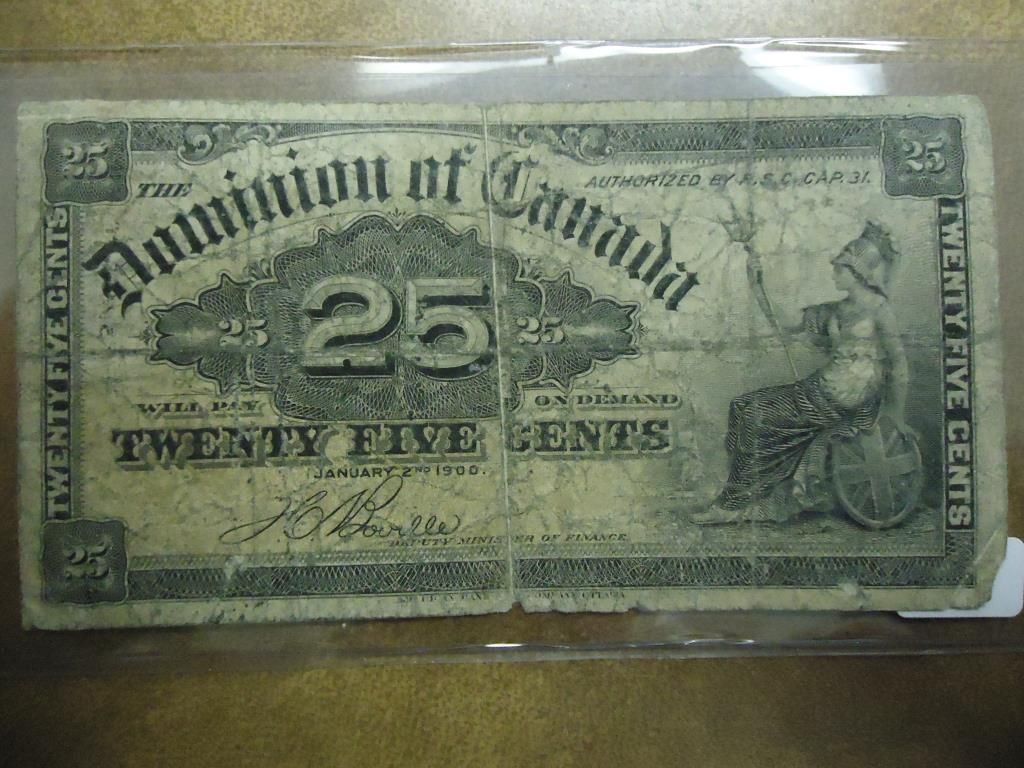 25
25
THE
Dominion of Canada
AUTHORIZED BY R.S.C. CAP. 31.
TWENTY FIVE CENTS
25
25
25
TWENTY FIVE CENTS
WILL PAY
ON DEMAND
TWENTY FIVE CENTS
JANUARY 2ND 1900.
J C Boville
DEPUTY MINISTER OF FINANCE
25